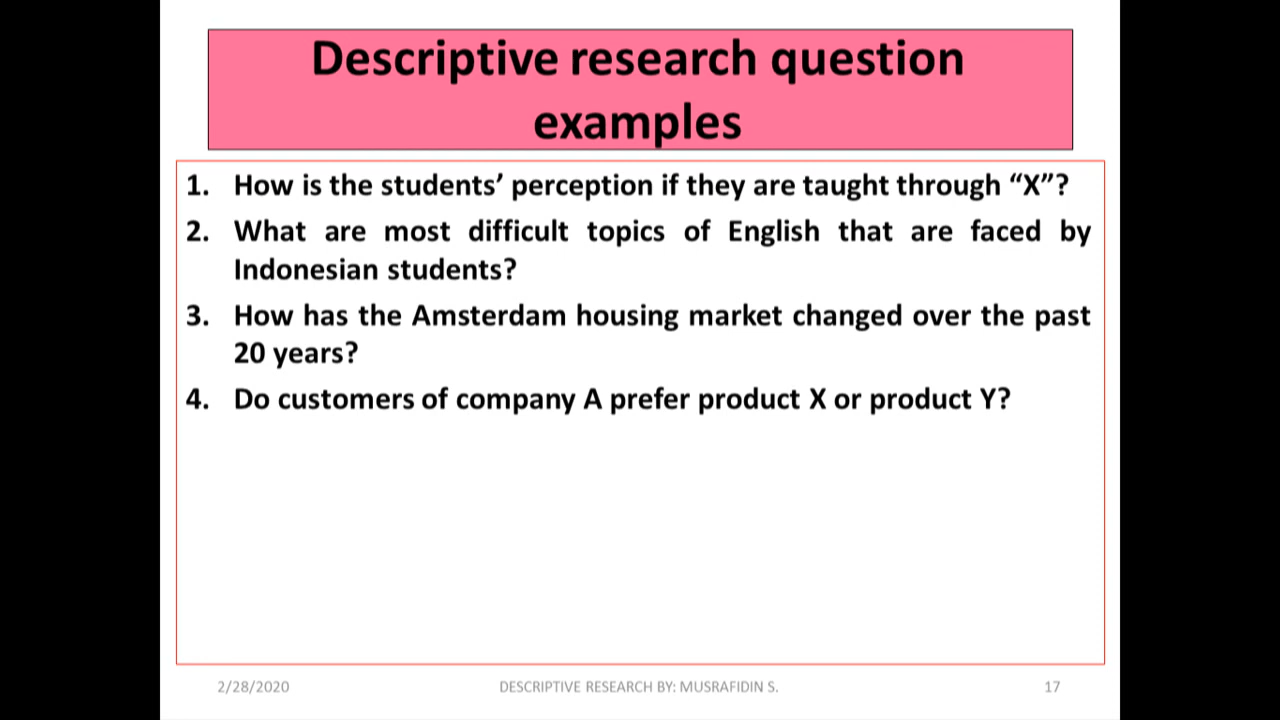 Descriptive research question
examples
1. How is the students’ perception if they are taught through “X”?
2. What are most difficult topics of English that are faced by
Indonesian students?
3. How has the Amsterdam housing market changed over the past
20 years?
4. Do customers of company A prefer product X or product Y?
2/28/2020 DESCRIPTIVE RESEARCH BY: MUSRAFIDIN S. 17